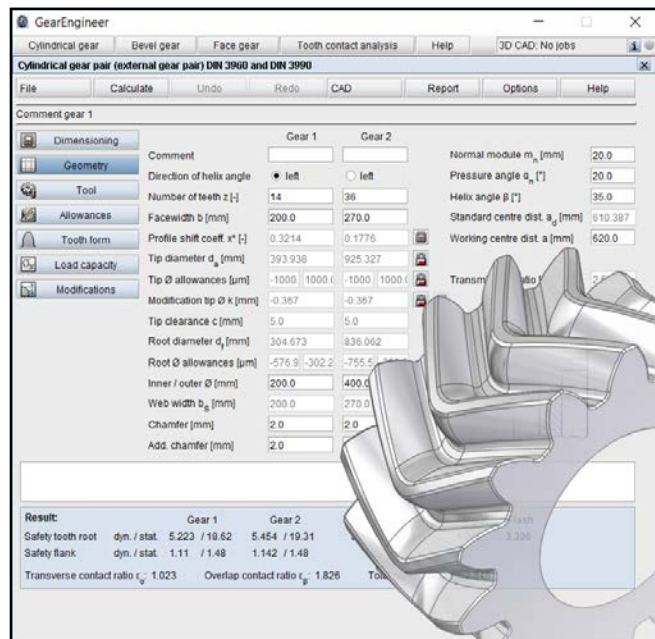 GearEngineer
Cylindrical gear Bevel gear Face gear Tooth contact analysis Help 3D CAD: No jobs i
Cylindrical gear pair (external gear pair) DIN 3960 and DIN 3990
File Calculate Undo Redo CAD Report Options Help
Comment gear 1
Dimensioning
Geometry
Tool
Allowances
Tooth form
Load capacity
Modifications
Gear 1 Gear 2
Comment
Direction of helix angle left left
Number of teeth z [-] 14 36
Facewidth b [mm] 200.0 270.0
Profile shift coeff. x* [-] 0.3214 0.1776
Tip diameter dₐ [mm] 393.938 925.327
Tip Ø allowances [µm] -1000 1000.( -1000 1000.(
Modification tip Ø k [mm] -0.367 -0.367
Tip clearance c [mm] 5.0 5.0
Root diameter d_f [mm] 304.673 836.062
Root Ø allowances [µm] -576.9 -302.2 -755.5
Inner / outer Ø [mm] 200.0 400.0
Web width b_S [mm] 200.0 270.0
Chamfer [mm] 2.0 2.0
Add. chamfer [mm] 2.0
Normal module mₙ [mm] 20.0
Pressure angle αₙ [°] 20.0
Helix angle β [°] 35.0
Standard centre dist. a_d [mm] 610.387
Working centre dist. a [mm] 620.0
Result: Gear 1 Gear 2
Safety tooth root dyn. / stat. 5.223 / 18.62 5.454 / 19.31
Safety flank dyn. / stat. 1.11 / 1.48 1.142 / 1.48
Transverse contact ratio ε_α: 1.023 Overlap contact ratio ε_β: 1.826